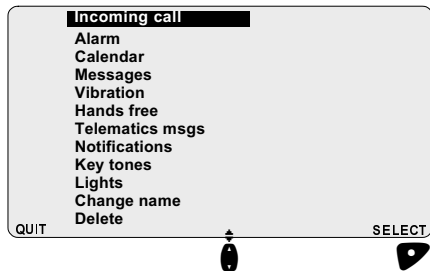 Incoming call
Alarm
Calendar
Messages
Vibration
Hands free
Telematics msgs
Notifications
Key tones
Lights
Change name
Delete
QUIT SELECT